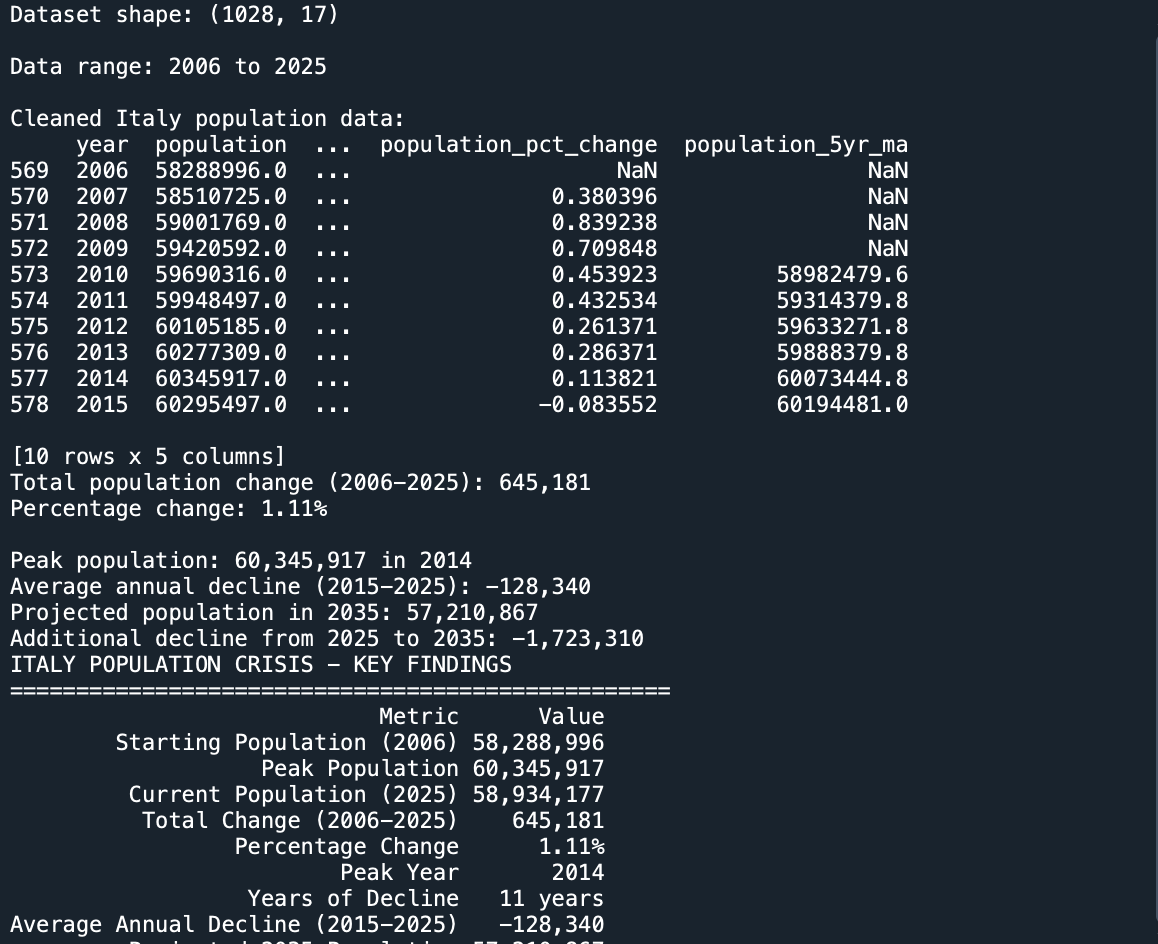 Dataset shape: (1028, 17)
Data range: 2006 to 2025
Cleaned Italy population data:
year population ... population_pct_change population_5yr_ma
569 2006 58288996.0 ... NaN NaN
570 2007 58510725.0 ... 0.380396 NaN
571 2008 59001769.0 ... 0.839238 NaN
572 2009 59420592.0 ... 0.709848 NaN
573 2010 59690316.0 ... 0.453923 58982479.6
574 2011 59948497.0 ... 0.432534 59314379.8
575 2012 60105185.0 ... 0.261371 59633271.8
576 2013 60277309.0 ... 0.286371 59888379.8
577 2014 60345917.0 ... 0.113821 60073444.8
578 2015 60295497.0 ... -0.083552 60194481.0
[10 rows x 5 columns]
Total population change (2006-2025): 645,181
Percentage change: 1.11%
Peak population: 60,345,917 in 2014
Average annual decline (2015-2025): -128,340
Projected population in 2035: 57,210,867
Additional decline from 2025 to 2035: -1,723,310
ITALY POPULATION CRISIS - KEY FINDINGS
==================================================
Metric Value
Starting Population (2006) 58,288,996
Peak Population 60,345,917
Current Population (2025) 58,934,177
Total Change (2006-2025) 645,181
Percentage Change 1.11%
Peak Year 2014
Years of Decline 11 years
Average Annual Decline (2015-2025) -128,340